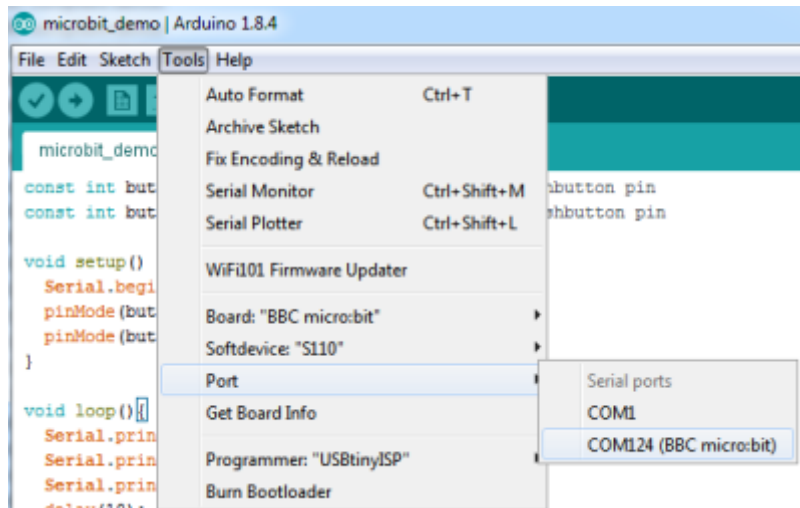 microbit_demo | Arduino 1.8.4
File Edit Sketch Tools Help
Auto Format Ctrl+T
Archive Sketch
microbit_demo
Fix Encoding & Reload
const int but
Serial Monitor Ctrl+Shift+M
button pin
const int but
Serial Plotter Ctrl+Shift+L
hbutton pin
void setup()
WiFi101 Firmware Updater
Serial.begi
pinMode(but
Board: "BBC micro:bit"
pinMode(but
Softdevice: "S110"
}
Port
Serial ports
void loop(){
Get Board Info
COM1
Serial.prin
COM124 (BBC micro:bit)
Serial.prin
Programmer: "USBtinyISP"
Serial.prin
Burn Bootloader
delay(10);